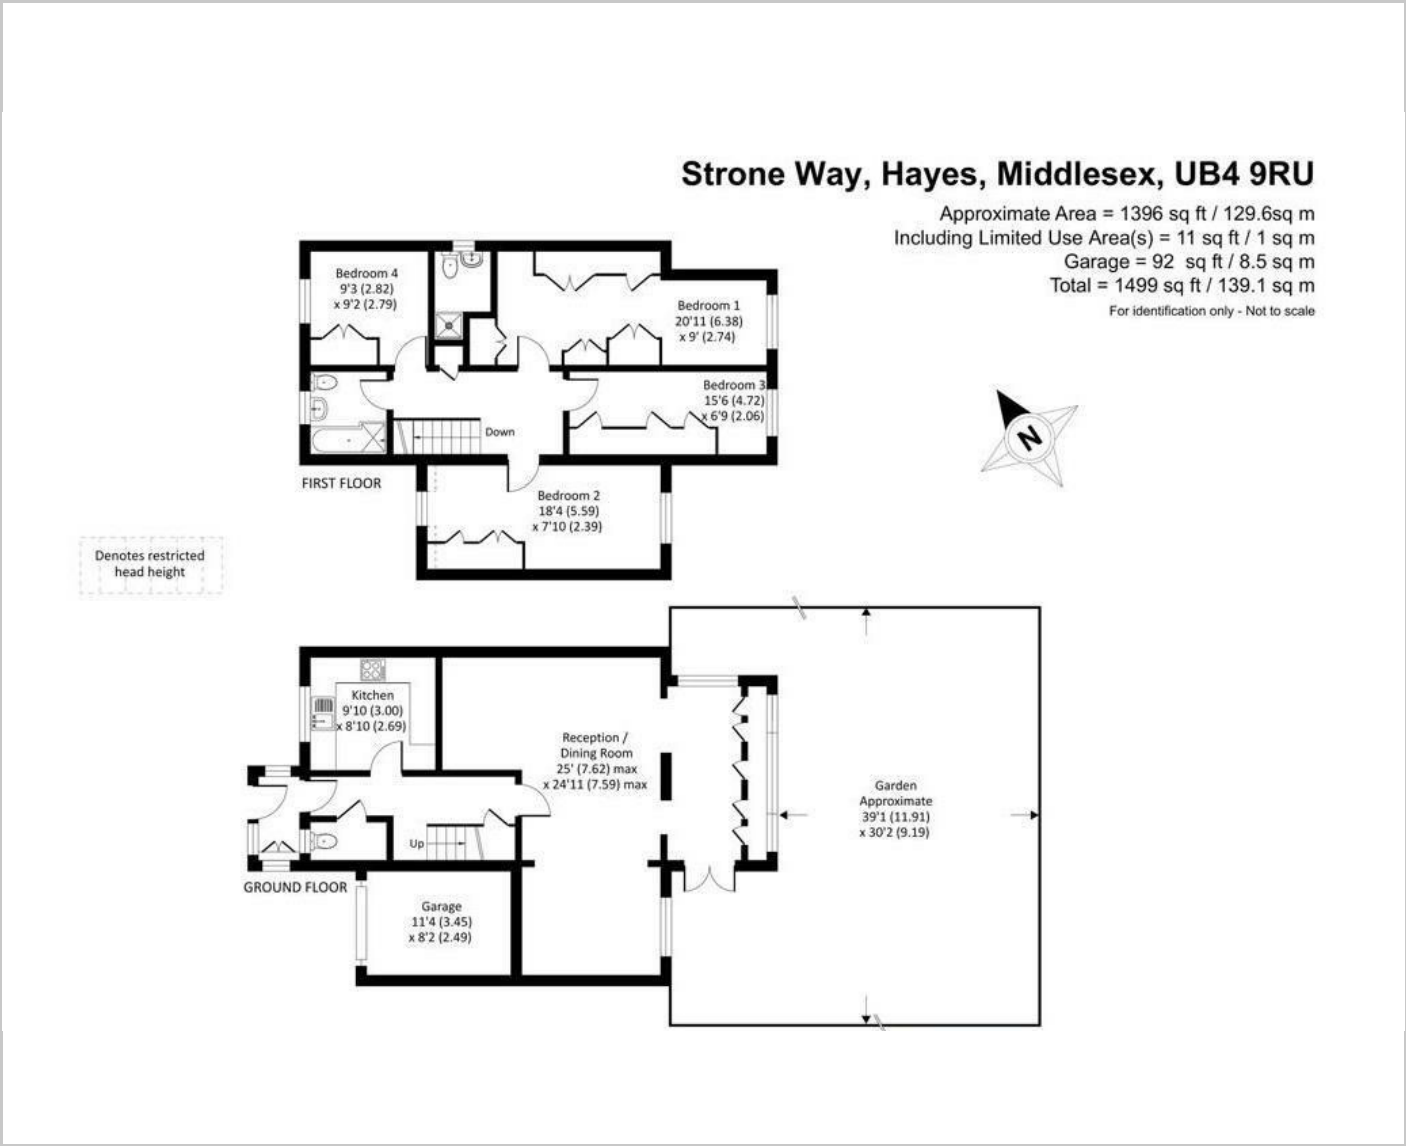 Strone Way, Hayes, Middlesex, UB4 9RU
Approximate Area = 1396 sq ft / 129.6sq m
Including Limited Use Area(s) = 11 sq ft / 1 sq m
Garage = 92 sq ft / 8.5 sq m
Total = 1499 sq ft / 139.1 sq m
For identification only - Not to scale
Bedroom 4
9'3 (2.82)
x 9'2 (2.79)
Bedroom 1
20'11 (6.38)
x 9' (2.74)
Bedroom 3
15'6 (4.72)
x 6'9 (2.06)
Down
FIRST FLOOR
Bedroom 2
18'4 (5.59)
x 7'10 (2.39)
N
Denotes restricted
head height
Kitchen
9'10 (3.00)
x 8'10 (2.69)
Reception /
Dining Room
25' (7.62) max
x 24'11 (7.59) max
Garden
Approximate
39'1 (11.91)
x 30'2 (9.19)
Up
GROUND FLOOR
Garage
11'4 (3.45)
x 8'2 (2.49)